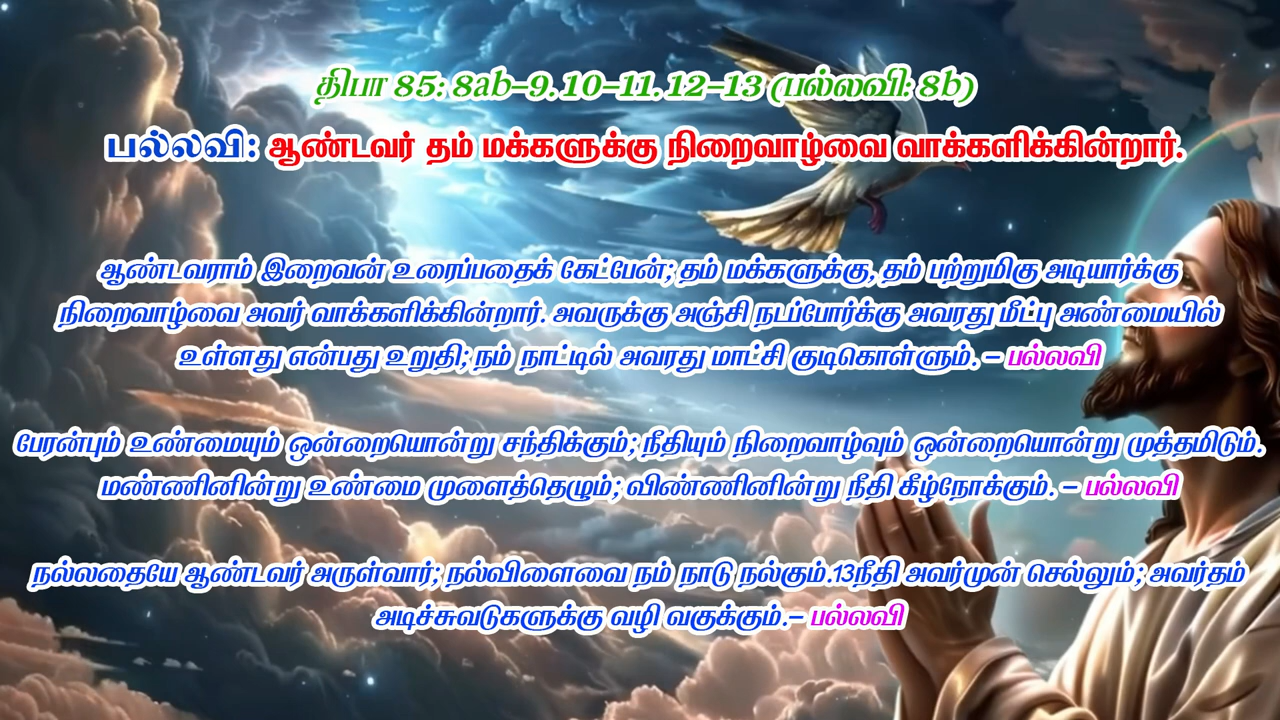 திபா 85: 8ab-9. 10-11. 12-13 (பல்லவி: 8b)
பல்லவி: ஆண்டவர் தம் மக்களுக்கு நிறைவாழ்வை வாக்களிக்கின்றார்.
ஆண்டவராம் இறைவன் உரைப்பதைக் கேட்பேன்; தம் மக்களுக்கு, தம் பற்றுமிகு அடியார்க்கு
நிறைவாழ்வை அவர் வாக்களிக்கின்றார். அவருக்கு அஞ்சி நடப்போர்க்கு அவரது மீட்பு அண்மையில்
உள்ளது என்பது உறுதி; நம் நாட்டில் அவரது மாட்சி குடிகொள்ளும். – பல்லவி
பேரன்பும் உண்மையும் ஒன்றையொன்று சந்திக்கும்; நீதியும் நிறைவாழ்வும் ஒன்றையொன்று முத்தமிடும்.
மண்ணினின்று உண்மை முளைத்தெழும்; விண்ணினின்று நீதி கீழ்நோக்கும். – பல்லவி
நல்லதையே ஆண்டவர் அருள்வார்; நல்விளைவை நம் நாடு நல்கும்.13நீதி அவர்முன் செல்லும்; அவர்தம்
அடிச்சுவடுகளுக்கு வழி வகுக்கும்.– பல்லவி